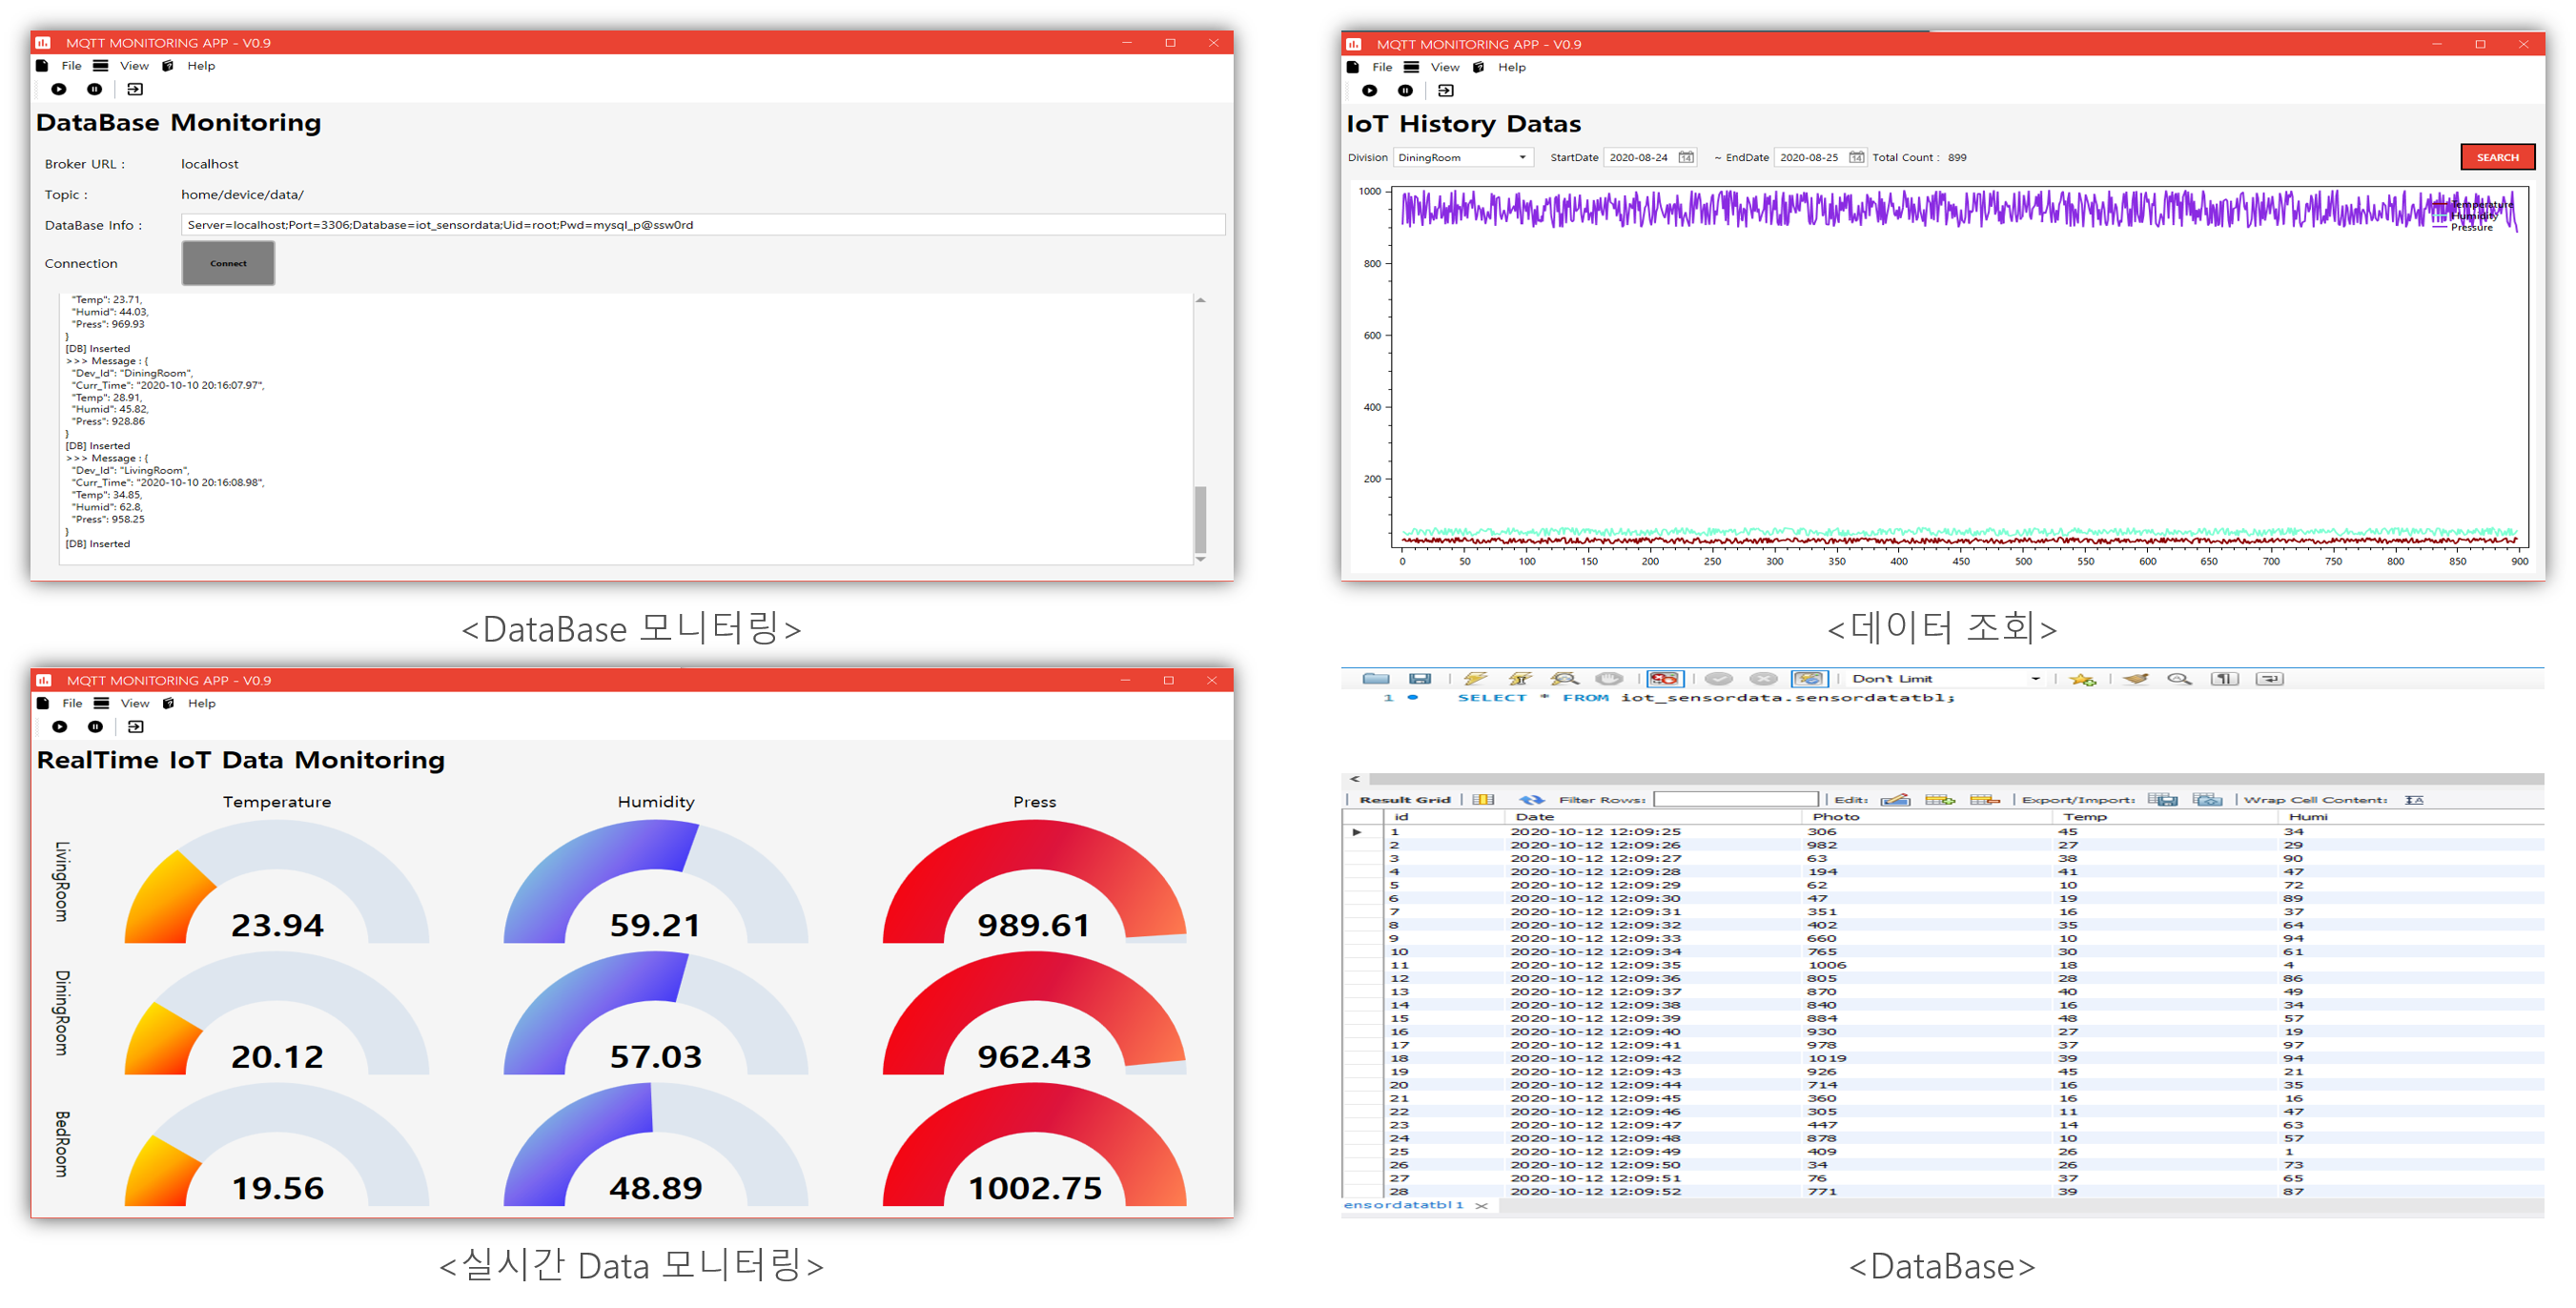 MQTT MONITORING APP - V0.9
File View Help
DataBase Monitoring
Broker URL : localhost
Topic : home/device/data/
DataBase Info : Server=localhost;Port=3306;Database=iot_sensordata;Uid=root;Pwd=mysql_p@ssw0rd
Connection Connect
"Temp": 23.71,
"Humid": 44.03,
"Press": 969.93
}
[DB] Inserted
>>> Message : {
"Dev_Id": "DiningRoom",
"Curr_Time": "2020-10-10 20:16:07.97",
"Temp": 28.91,
"Humid": 45.82,
"Press": 928.86
}
[DB] Inserted
>>> Message : {
"Dev_Id": "LivingRoom",
"Curr_Time": "2020-10-10 20:16:08.98",
"Temp": 34.85,
"Humid": 62.8,
"Press": 958.25
}
[DB] Inserted
<DataBase 모니터링>
MQTT MONITORING APP - V0.9
File View Help
IoT History Datas
Division DiningRoom StartDate 2020-08-24 14 ~ EndDate 2020-08-25 14 Total Count : 899 SEARCH
1000
800
600
400
200
Temperature
Humidity
Pressure
0 50 100 150 200 250 300 350 400 450 500 550 600 650 700 750 800 850 900
<데이터 조회>
MQTT MONITORING APP - V0.9
File View Help
RealTime IoT Data Monitoring
Temperature Humidity Press
LivingRoom 23.94 59.21 989.61
DiningRoom 20.12 57.03 962.43
BedRoom 19.56 48.89 1002.75
<실시간 Data 모니터링>
Don't Limit
1 SELECT * FROM iot_sensordata.sensordatatbl;
Result Grid Filter Rows: Edit: Export/Import: Wrap Cell Content:
id Date Photo Temp Humi
1 2020-10-12 12:09:25 306 45 34
2 2020-10-12 12:09:26 982 27 29
3 2020-10-12 12:09:27 63 38 90
4 2020-10-12 12:09:28 194 41 47
5 2020-10-12 12:09:29 62 10 72
6 2020-10-12 12:09:30 47 19 89
7 2020-10-12 12:09:31 351 16 37
8 2020-10-12 12:09:32 402 35 64
9 2020-10-12 12:09:33 660 10 94
10 2020-10-12 12:09:34 765 30 61
11 2020-10-12 12:09:35 1006 18 4
12 2020-10-12 12:09:36 805 28 86
13 2020-10-12 12:09:37 870 40 49
14 2020-10-12 12:09:38 840 16 34
15 2020-10-12 12:09:39 884 48 57
16 2020-10-12 12:09:40 930 27 19
17 2020-10-12 12:09:41 978 37 97
18 2020-10-12 12:09:42 1019 39 94
19 2020-10-12 12:09:43 926 45 21
20 2020-10-12 12:09:44 714 16 35
21 2020-10-12 12:09:45 360 16 16
22 2020-10-12 12:09:46 305 11 47
23 2020-10-12 12:09:47 447 14 63
24 2020-10-12 12:09:48 878 10 57
25 2020-10-12 12:09:49 409 26 1
26 2020-10-12 12:09:50 34 26 73
27 2020-10-12 12:09:51 76 37 65
28 2020-10-12 12:09:52 771 39 87
ensordatatbl 1
<DataBase>